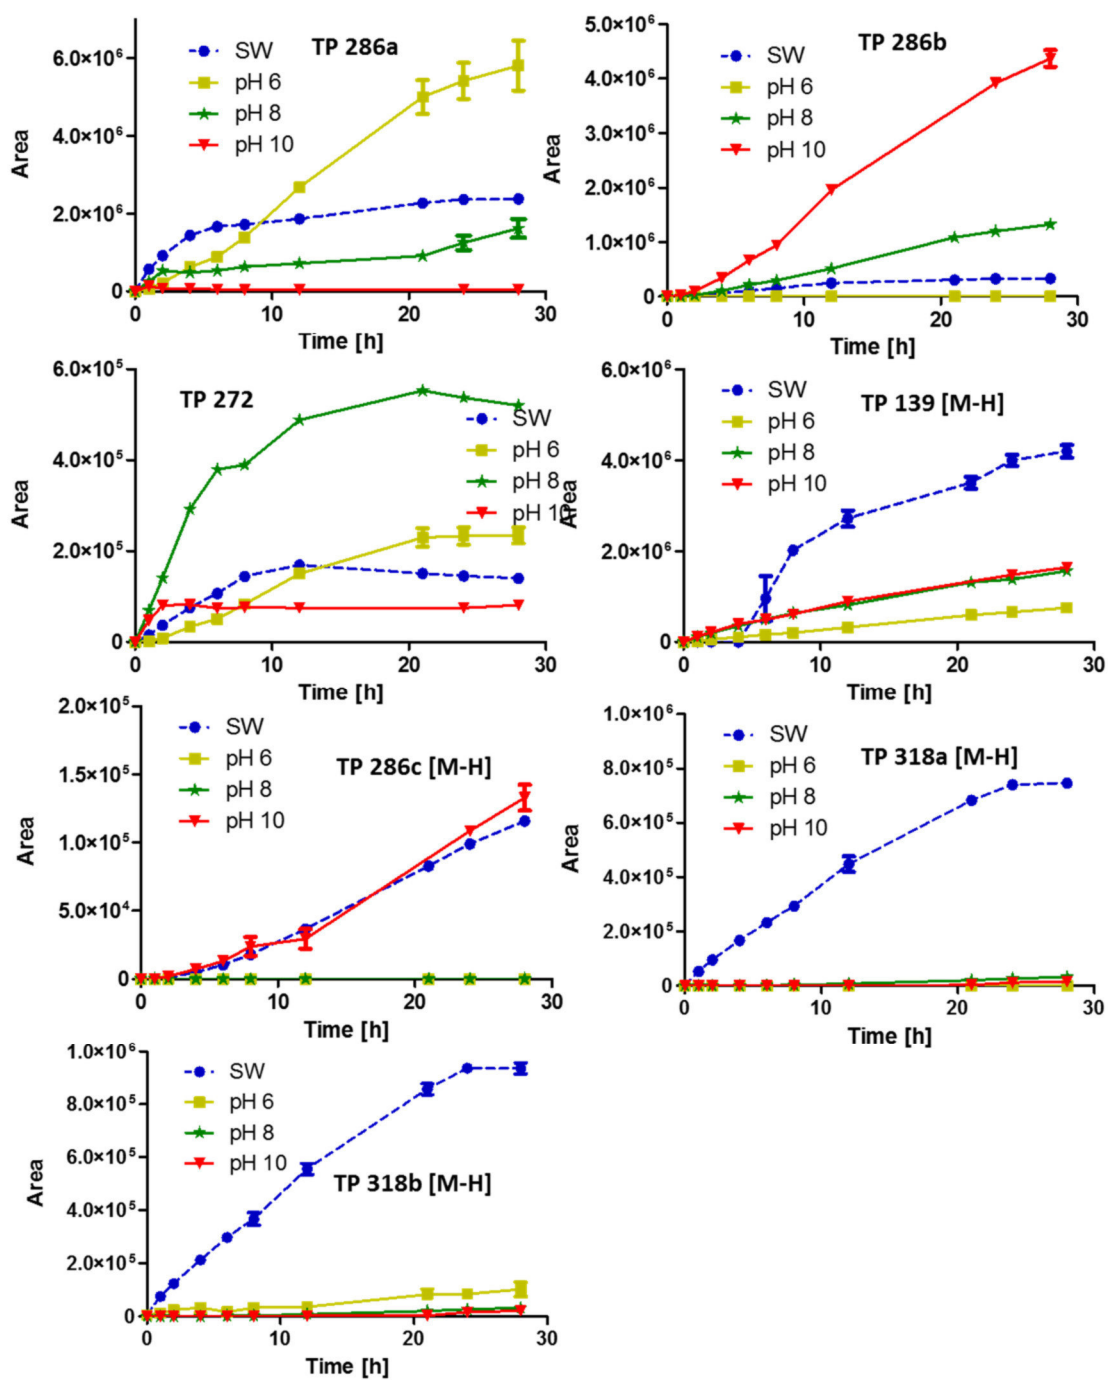 TP 286a
SW
pH 6
pH 8
pH 10
Area
6.0×10⁶
4.0×10⁶
2.0×10⁶
0
0 10 20 30
Time [h]
TP 286b
SW
pH 6
pH 8
pH 10
Area
5.0×10⁶
4.0×10⁶
3.0×10⁶
2.0×10⁶
1.0×10⁶
0
0 10 20 30
Time [h]
TP 272
SW
pH 6
pH 8
pH 10
Area
6.0×10⁵
4.0×10⁵
2.0×10⁵
0
0 10 20 30
Time [h]
TP 139 [M-H]
SW
pH 6
pH 8
pH 10
Area
6.0×10⁶
4.0×10⁶
2.0×10⁶
0
0 10 20 30
Time [h]
TP 286c [M-H]
SW
pH 6
pH 8
pH 10
Area
2.0×10⁵
1.5×10⁵
1.0×10⁵
5.0×10⁴
0
0 10 20 30
Time [h]
TP 318a [M-H]
SW
pH 6
pH 8
pH 10
Area
1.0×10⁶
8.0×10⁵
6.0×10⁵
4.0×10⁵
2.0×10⁵
0
0 10 20 30
Time [h]
TP 318b [M-H]
SW
pH 6
pH 8
pH 10
Area
1.0×10⁶
8.0×10⁵
6.0×10⁵
4.0×10⁵
2.0×10⁵
0
0 10 20 30
Time [h]